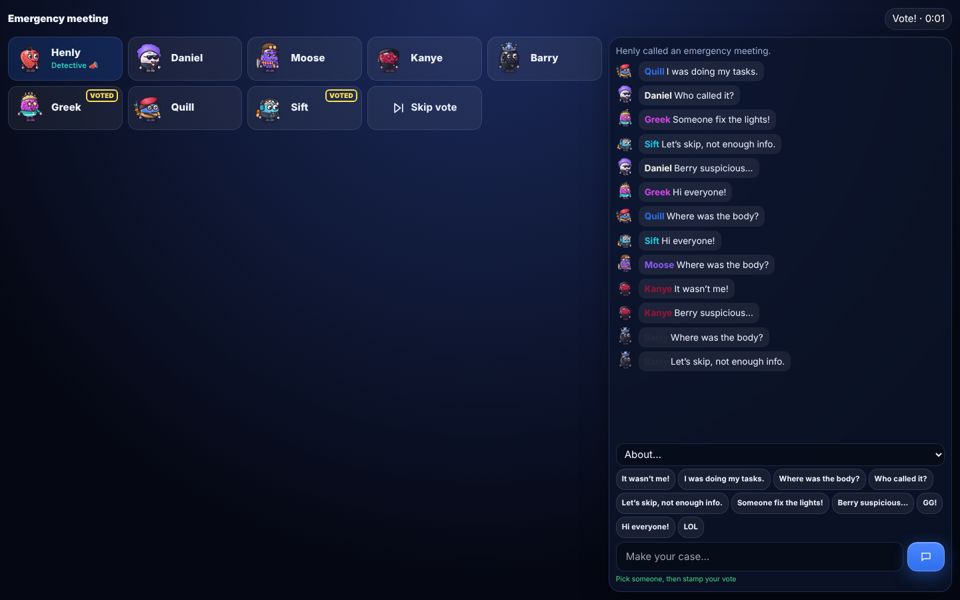 Emergency meeting
Vote! · 0:01
Henly
Detective
Daniel
Moose
Kanye
Barry
Greek
VOTED
Quill
Sift
VOTED
Skip vote
Henly called an emergency meeting.
Quill I was doing my tasks.
Daniel Who called it?
Greek Someone fix the lights!
Sift Let's skip, not enough info.
Daniel Berry suspicious...
Greek Hi everyone!
Quill Where was the body?
Sift Hi everyone!
Moose Where was the body?
Kanye It wasn't me!
Kanye Berry suspicious...
Barry Where was the body?
Barry Let's skip, not enough info.
About...
It wasn't me!
I was doing my tasks.
Where was the body?
Who called it?
Let's skip, not enough info.
Someone fix the lights!
Berry suspicious...
GG!
Hi everyone!
LOL
Make your case...
Pick someone, then stamp your vote